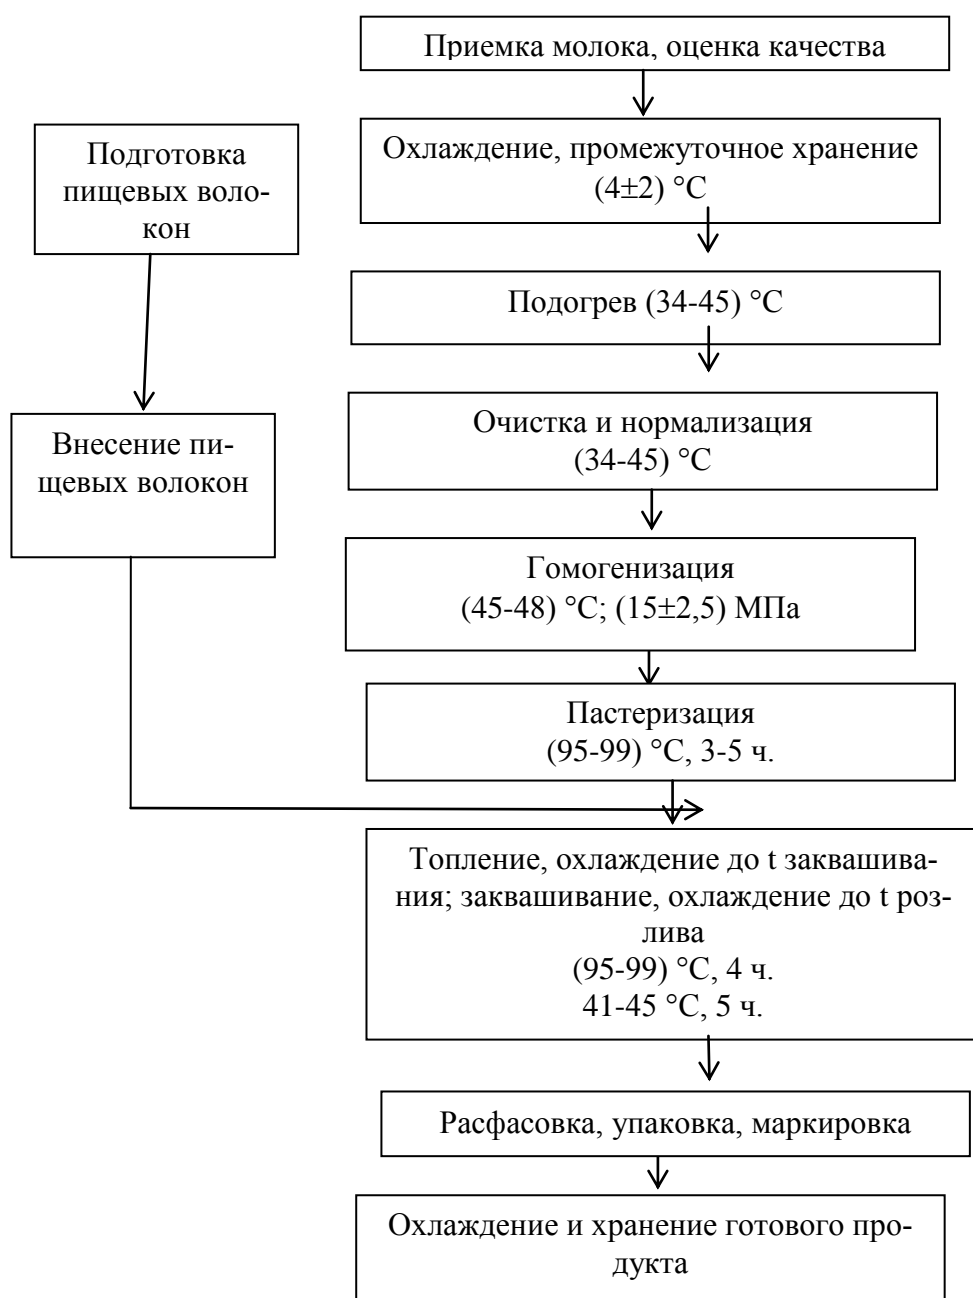 Приемка молока, оценка качества
Охлаждение, промежуточное хранение
(4±2) °С
Подготовка
пищевых воло-
кон
Подогрев (34-45) °С
Очистка и нормализация
(34-45) °С
Внесение пи-
щевых волокон
Гомогенизация
(45-48) °С; (15±2,5) МПа
Пастеризация
(95-99) °С, 3-5 ч.
Топление, охлаждение до t заквашива-
ния; заквашивание, охлаждение до t роз-
лива
(95-99) °С, 4 ч.
41-45 °С, 5 ч.
Расфасовка, упаковка, маркировка
Охлаждение и хранение готового про-
дукта